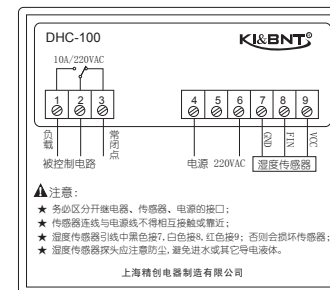 DHC-100
KI&BNT
10A/220VAC
1 2 3 4 5 6 7 8 9
负载 常闭点 GND FIN VCC
被控制电路 电源 220VAC 湿度传感器
注意:
★ 务必区分开继电器、传感器、电源的接口;
★ 传感器连线与电源线不得相互接触或靠近;
★ 湿度传感器引线中黑色接7,白色接8,红色接9; 否则会损坏传感器;
★ 湿度传感器探头应注意防尘,避免进水或其它导电液体。
上海精创电器制造有限公司